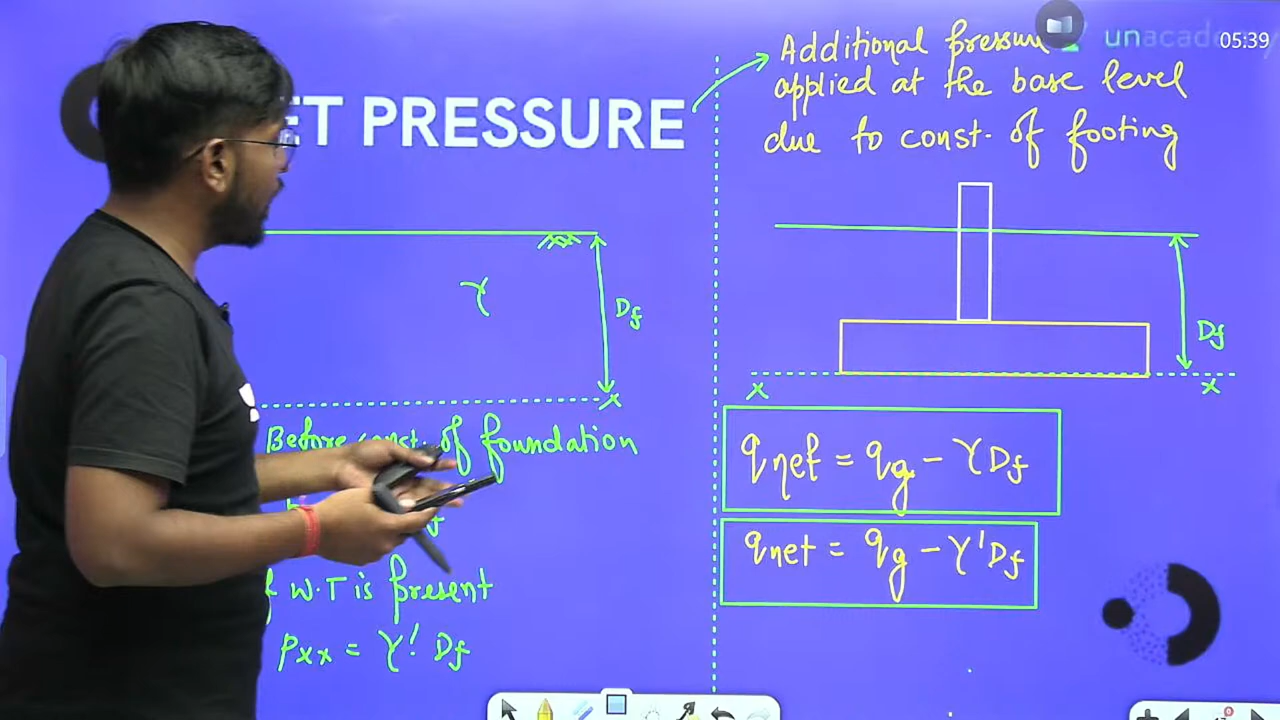 unacademy
05:39
PRESSURE
Additional pressure
applied at the base level
due to const. of footing
γ
Df
x
Before const. of foundation
W.T is present
Pxx = γ' Df
Df
x
x
qnet = qg - γDf
qnet = qg - γ'Df